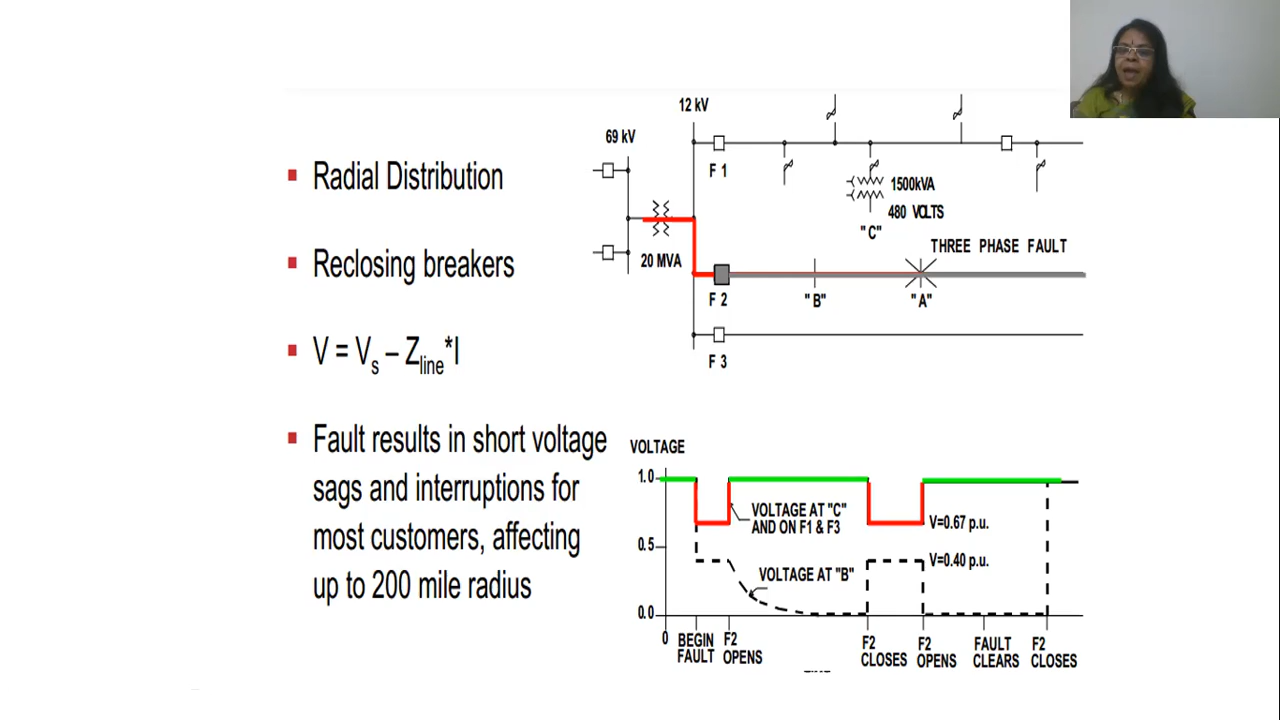 Radial Distribution
Reclosing breakers
V = Vs – Zline*I
Fault results in short voltage
sags and interruptions for
most customers, affecting
up to 200 mile radius
12 kV
69 kV
F 1
1500kVA
480 VOLTS
"C"
THREE PHASE FAULT
20 MVA
F 2
"B"
"A"
F 3
VOLTAGE
1.0
VOLTAGE AT "C"
AND ON F1 & F3
V=0.67 p.u.
0.5
V=0.40 p.u.
VOLTAGE AT "B"
0.0
0
BEGIN
FAULT
F2
OPENS
F2
CLOSES
F2
OPENS
FAULT
CLEARS
F2
CLOSES